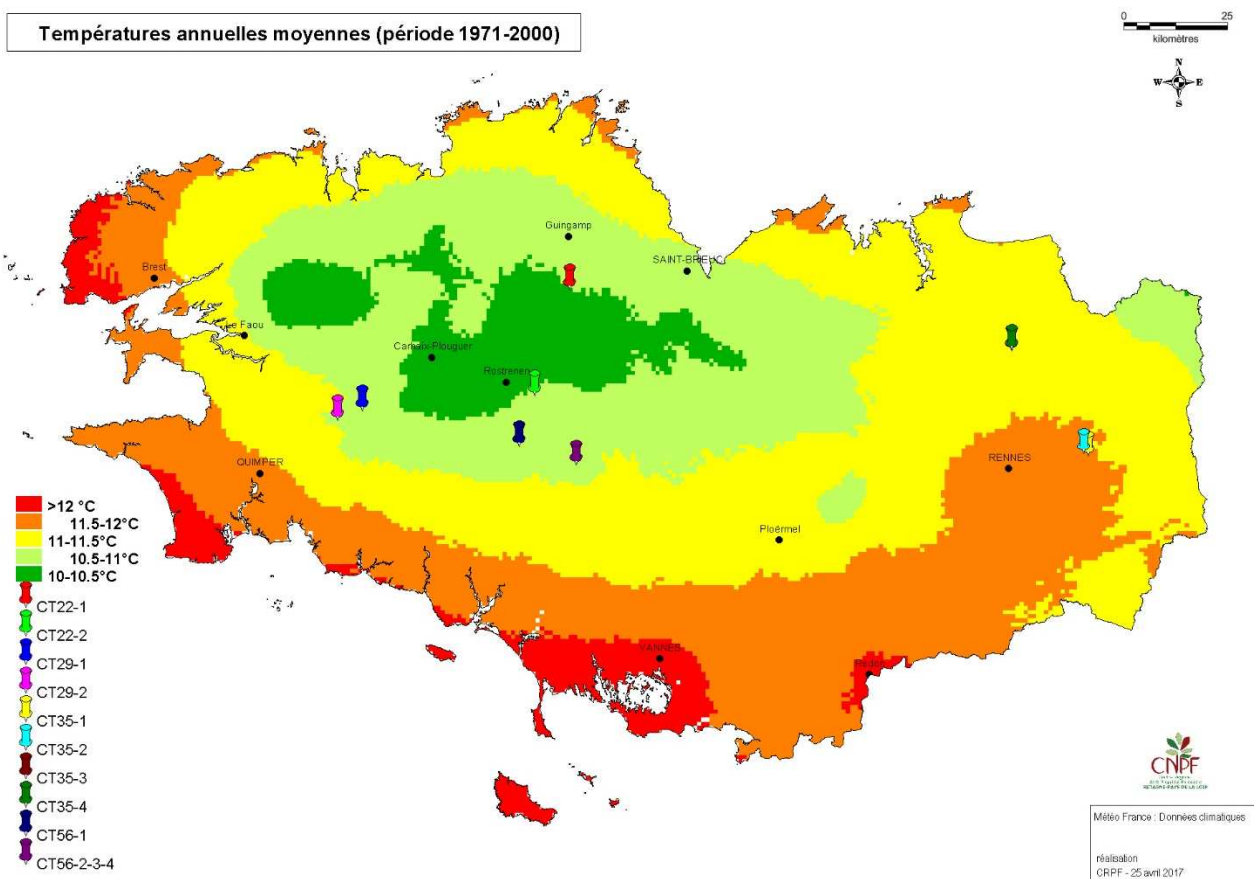 Températures annuelles moyennes (période 1971-2000)
0 25
kilomètres
N
W E
S
Guingamp
SAINT-BRIEUC
Brest
Le Faou
Carhaix-Plouguer
Rostrenen
QUIMPER
RENNES
Ploërmel
VANNES
Redon
>12 °C
11.5-12°C
11-11.5°C
10.5-11°C
10-10.5°C
CT22-1
CT22-2
CT29-1
CT29-2
CT35-1
CT35-2
CT35-3
CT35-4
CT56-1
CT56-2-3-4
CNPF
Météo France : Données climatiques
réalisation
CRPF - 25 avril 2017